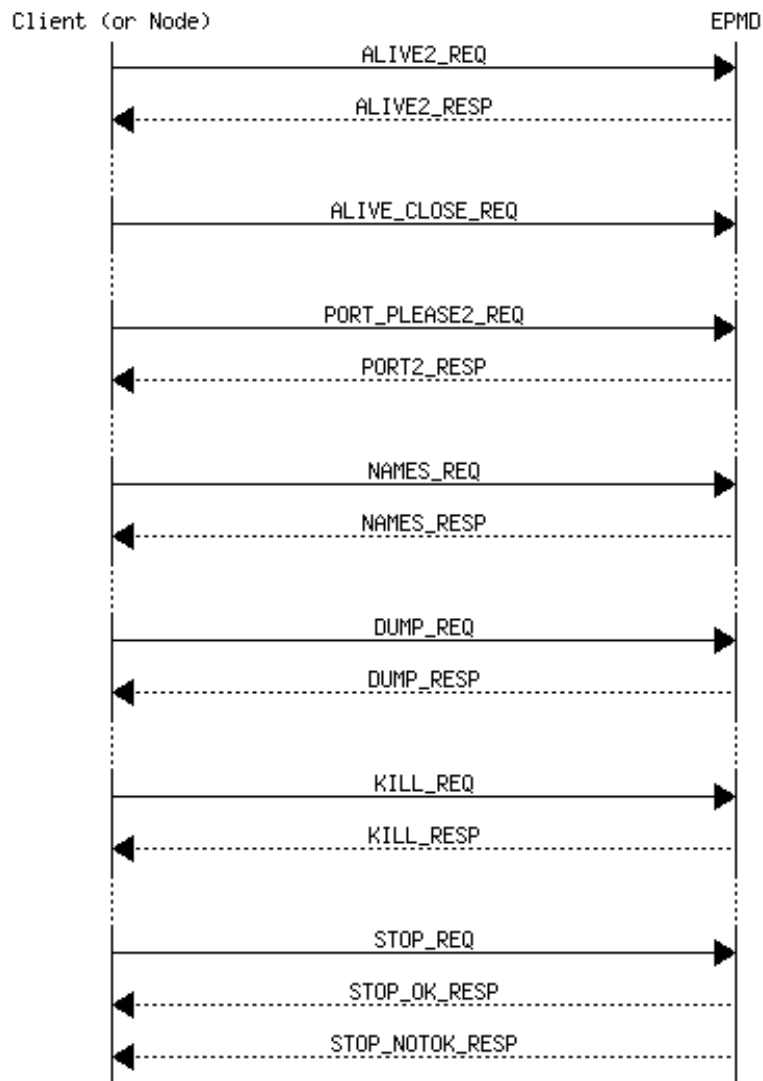 Client (or Node) EPMD
ALIVE2_REQ
ALIVE2_RESP
ALIVE_CLOSE_REQ
PORT_PLEASE2_REQ
PORT2_RESP
NAMES_REQ
NAMES_RESP
DUMP_REQ
DUMP_RESP
KILL_REQ
KILL_RESP
STOP_REQ
STOP_OK_RESP
STOP_NOTOK_RESP